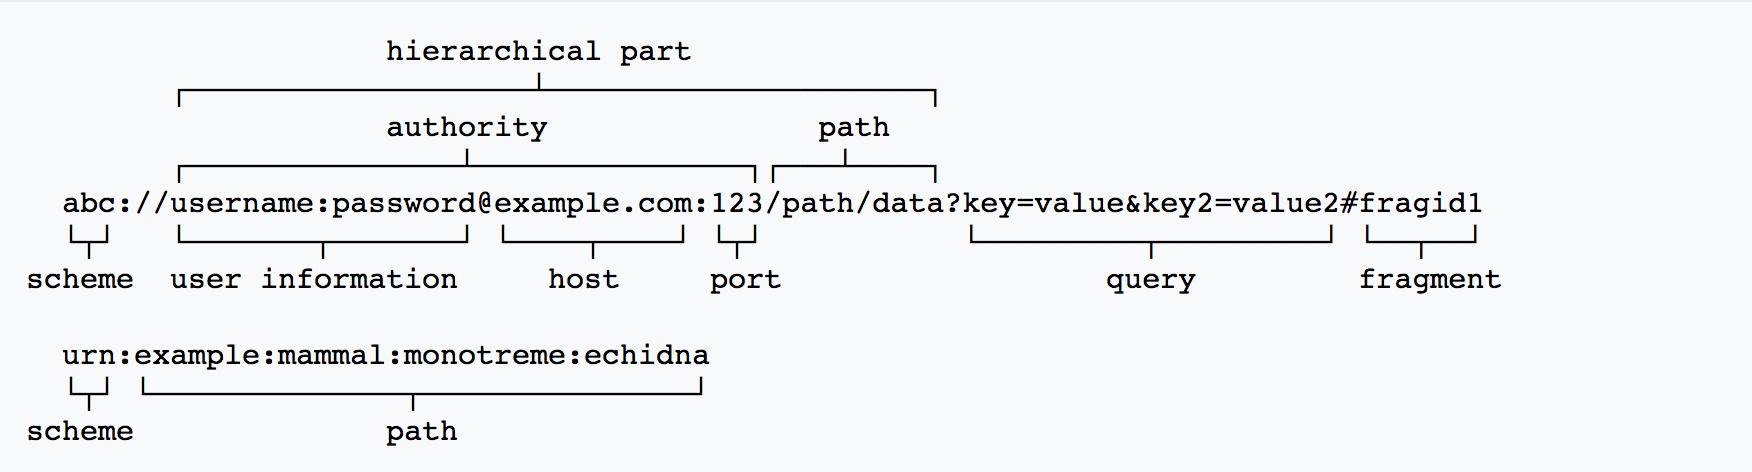 hierarchical part
authority path
abc://username:password@example.com:123/path/data?key=value&key2=value2#fragid1
scheme user information host port query fragment
urn:example:mammal:monotreme:echidna
scheme path